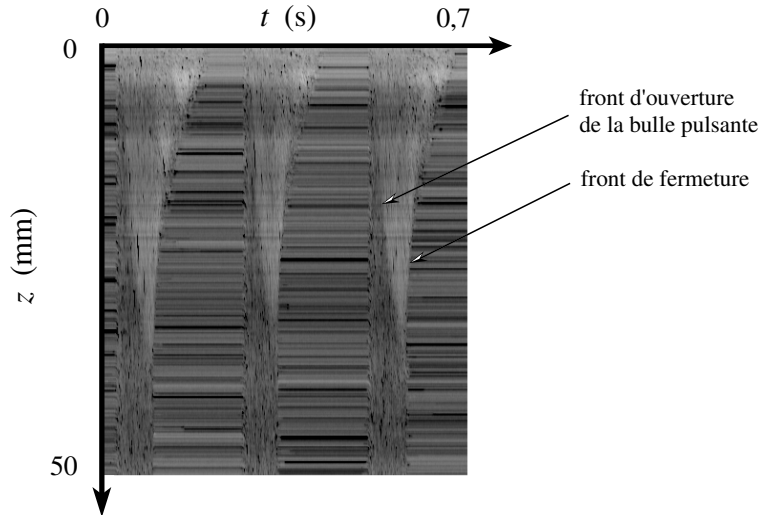 0 t (s) 0,7
0
front d'ouverture
de la bulle pulsante
front de fermeture
z (mm)
50